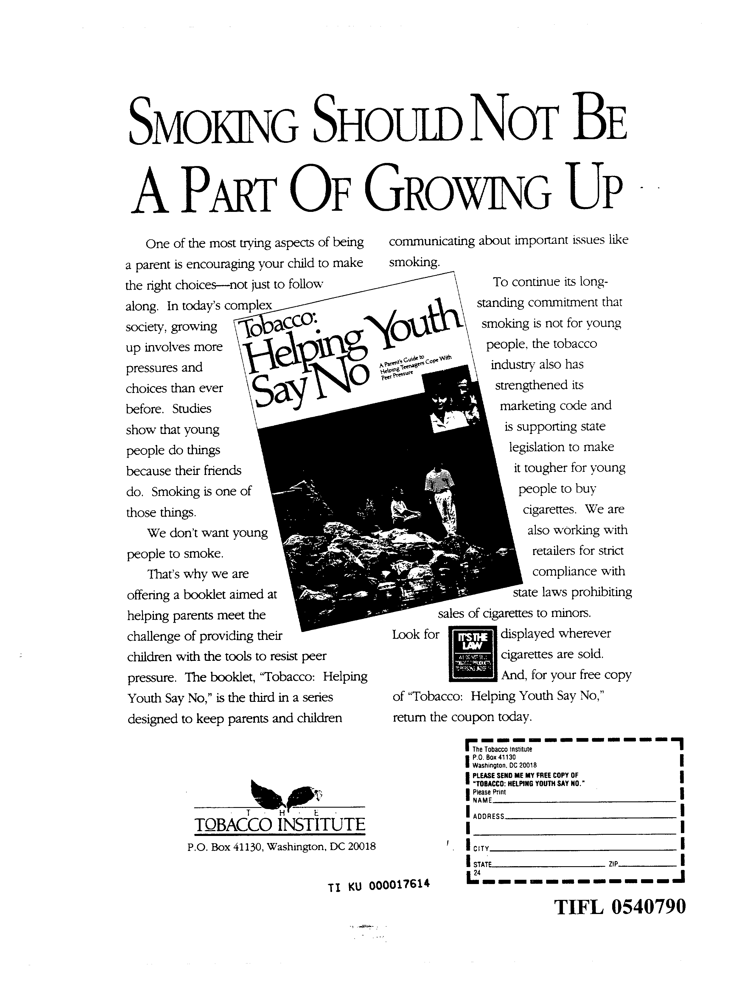 SMOKING SHOULD NOT BE
A PART OF GROWING UP
One of the most trying aspects of being
a parent is encouraging your child to make
the right choices—not just to follow
along. In today's complex
society, growing
up involves more
pressures and
choices than ever
before. Studies
show that young
people do things
because their friends
do. Smoking is one of
those things.
We don't want young
people to smoke.
That's why we are
offering a booklet aimed at
helping parents meet the
challenge of providing their
children with the tools to resist peer
pressure. The booklet, "Tobacco: Helping
Youth Say No," is the third in a series
designed to keep parents and children
communicating about important issues like
smoking.
To continue its long-
standing commitment that
smoking is not for young
people, the tobacco
industry also has
strengthened its
marketing code and
is supporting state
legislation to make
it tougher for young
people to buy
cigarettes. We are
also working with
retailers for strict
compliance with
state laws prohibiting
sales of cigarettes to minors.
Look for IT'S THE LAW displayed wherever
cigarettes are sold.
And, for your free copy
of "Tobacco: Helping Youth Say No,"
return the coupon today.
Tobacco:
Helping Youth
Say No
A Parent's Guide to
Helping Teenagers Cope With
Peer Pressure
THE
TOBACCO INSTITUTE
P.O. Box 41130, Washington, DC 20018
The Tobacco Institute
P.O. Box 41130
Washington, DC 20018
PLEASE SEND ME MY FREE COPY OF
"TOBACCO: HELPING YOUTH SAY NO."
Please Print
NAME
ADDRESS
CITY
STATE ZIP
24
TI KU 000017614
TIFL 0540790